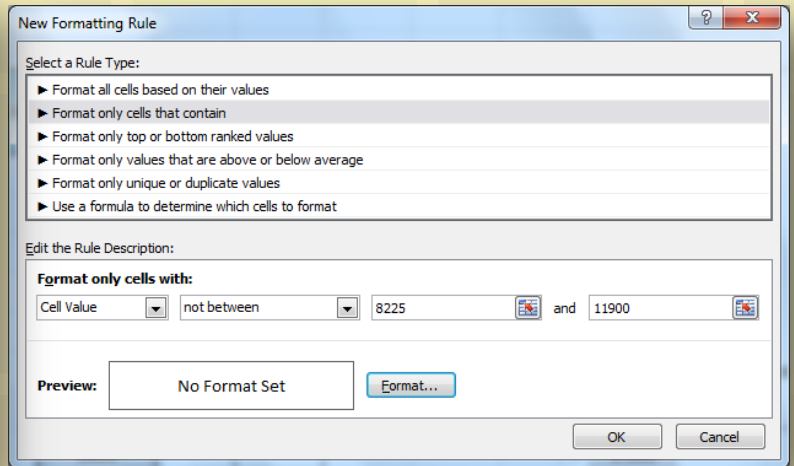 New Formatting Rule
Select a Rule Type:
► Format all cells based on their values
► Format only cells that contain
► Format only top or bottom ranked values
► Format only values that are above or below average
► Format only unique or duplicate values
► Use a formula to determine which cells to format
Edit the Rule Description:
Format only cells with:
Cell Value not between 8225 and 11900
Preview: No Format Set Format...
OK Cancel